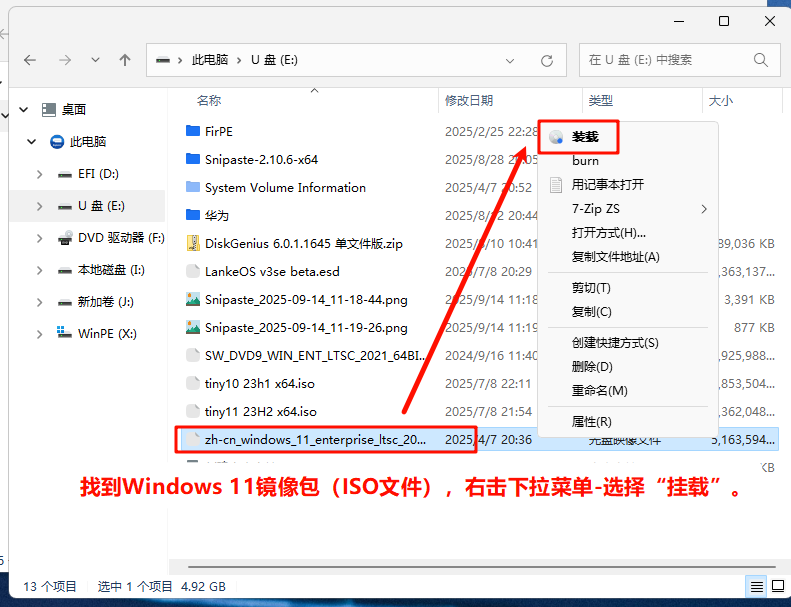 此电脑 › U 盘 (E:)
在 U 盘 (E:) 中搜索
名称 修改日期 类型 大小
桌面
此电脑
EFI (D:)
U 盘 (E:)
DVD 驱动器 (F:)
本地磁盘 (I:)
新加卷 (J:)
WinPE (X:)
FirPE 2025/2/25 22:28
Snipaste-2.10.6-x64 2025/8/28
System Volume Information 2025/4/7 20:52
华为 2025/8/12 20:44
DiskGenius 6.0.1.1645 单文件版.zip 10:41 89,036 KB
LankeOS v3se beta.esd 2025/7/8 20:29 ,363,137...
Snipaste_2025-09-14_11-18-44.png 2025/9/14 11:18 3,391 KB
Snipaste_2025-09-14_11-19-26.png 2025/9/14 11:19 877 KB
SW_DVD9_WIN_ENT_LTSC_2021_64BI... 2024/9/16 11:40 ,925,988...
tiny10 23h1 x64.iso 2025/7/8 22:11 ,853,504...
tiny11 23H2 x64.iso 2025/7/8 21:54 ,362,048...
zh-cn_windows_11_enterprise_ltsc_20... 2025/4/7 20:36 光盘映像文件 5,163,594...
KB
装载
burn
用记事本打开
7-Zip ZS
打开方式(H)...
复制文件地址(A)
剪切(T)
复制(C)
创建快捷方式(S)
删除(D)
重命名(M)
属性(R)
找到Windows 11镜像包（ISO文件），右击下拉菜单-选择“挂载”。
13 个项目 选中 1 个项目 4.92 GB